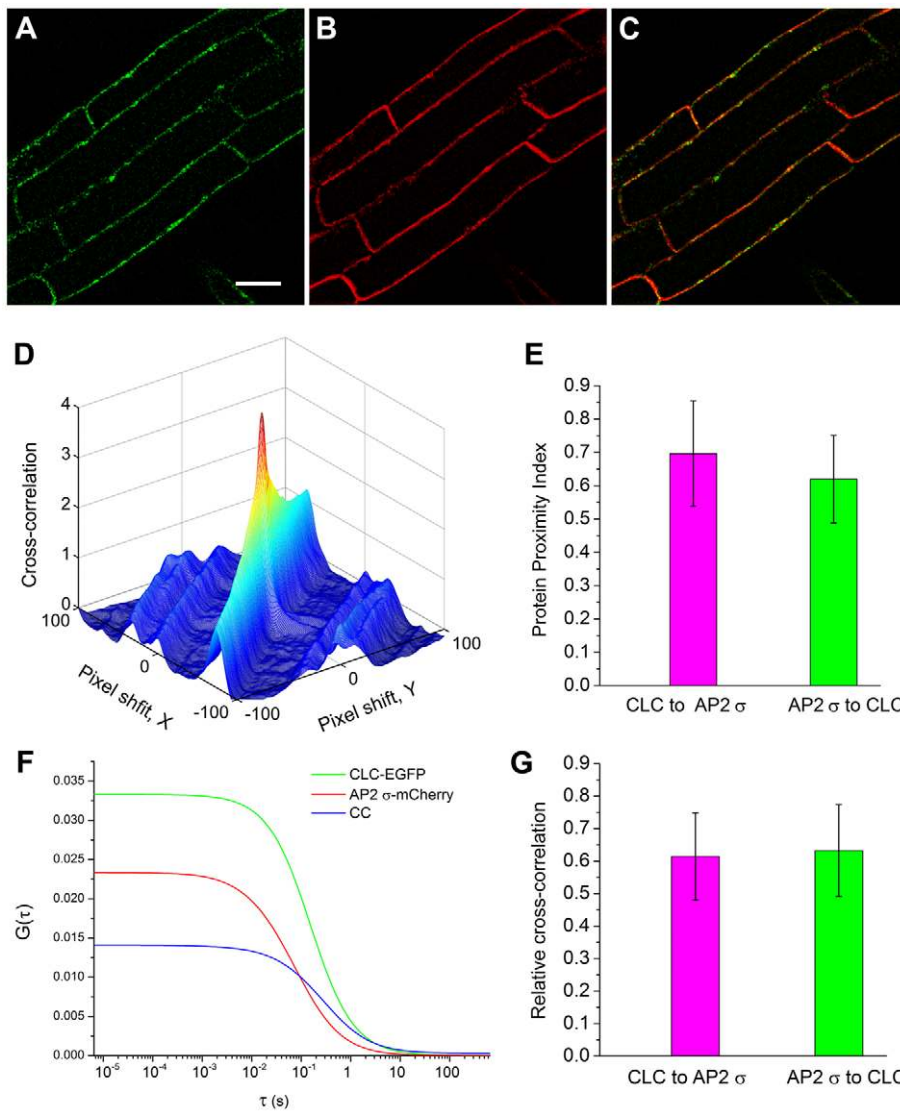 A
B
C
D
Cross-correlation
4
3
2
1
0
100
0
-100
Pixel shfit, X
-100
0
100
Pixel shift, Y
E
Protein Proximity Index
0.9
0.8
0.7
0.6
0.5
0.4
0.3
0.2
0.1
0.0
CLC to AP2 σ
AP2 σ to CLC
F
CLC-EGFP
AP2 σ-mCherry
CC
G(τ)
0.035
0.030
0.025
0.020
0.015
0.010
0.005
0.000
10⁻⁵ 10⁻⁴ 10⁻³ 10⁻² 10⁻¹ 1 10 100
τ (s)
G
Relative cross-correlation
0.9
0.8
0.7
0.6
0.5
0.4
0.3
0.2
0.1
0.0
CLC to AP2 σ
AP2 σ to CLC